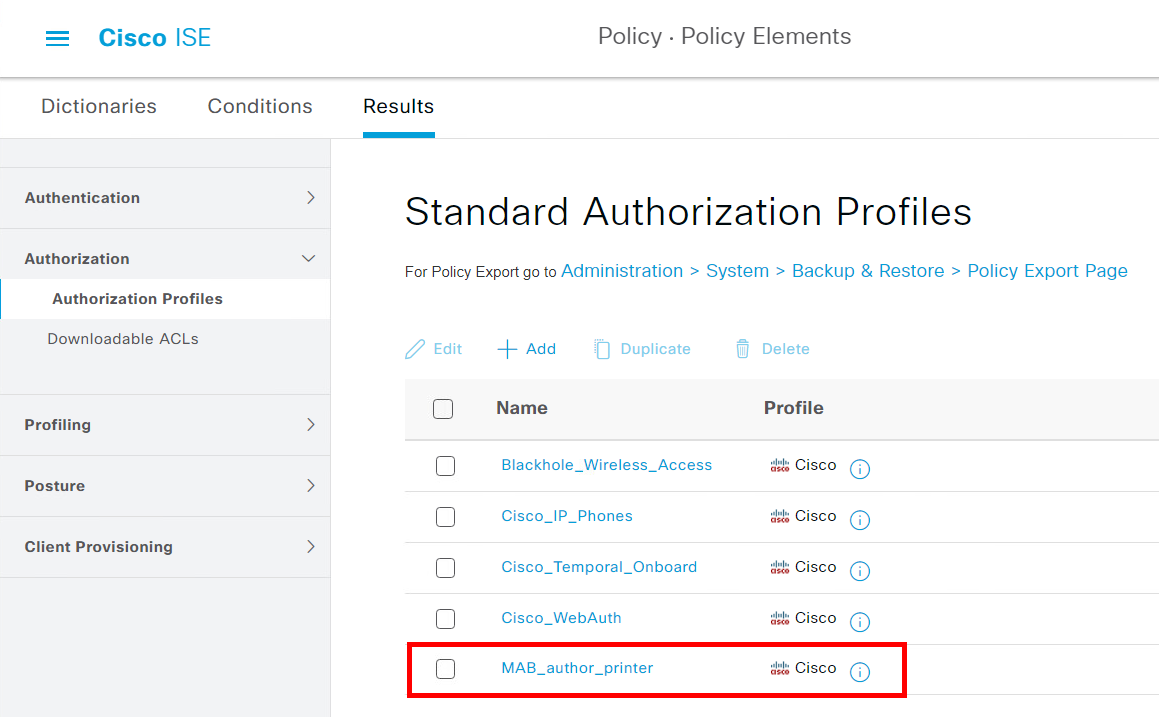 Cisco ISE
Policy · Policy Elements
Dictionaries Conditions Results
Authentication
Authorization
Authorization Profiles
Downloadable ACLs
Profiling
Posture
Client Provisioning
Standard Authorization Profiles
For Policy Export go to Administration > System > Backup & Restore > Policy Export Page
Edit Add Duplicate Delete
Name Profile
Blackhole_Wireless_Access Cisco
Cisco_IP_Phones Cisco
Cisco_Temporal_Onboard Cisco
Cisco_WebAuth Cisco
MAB_author_printer Cisco